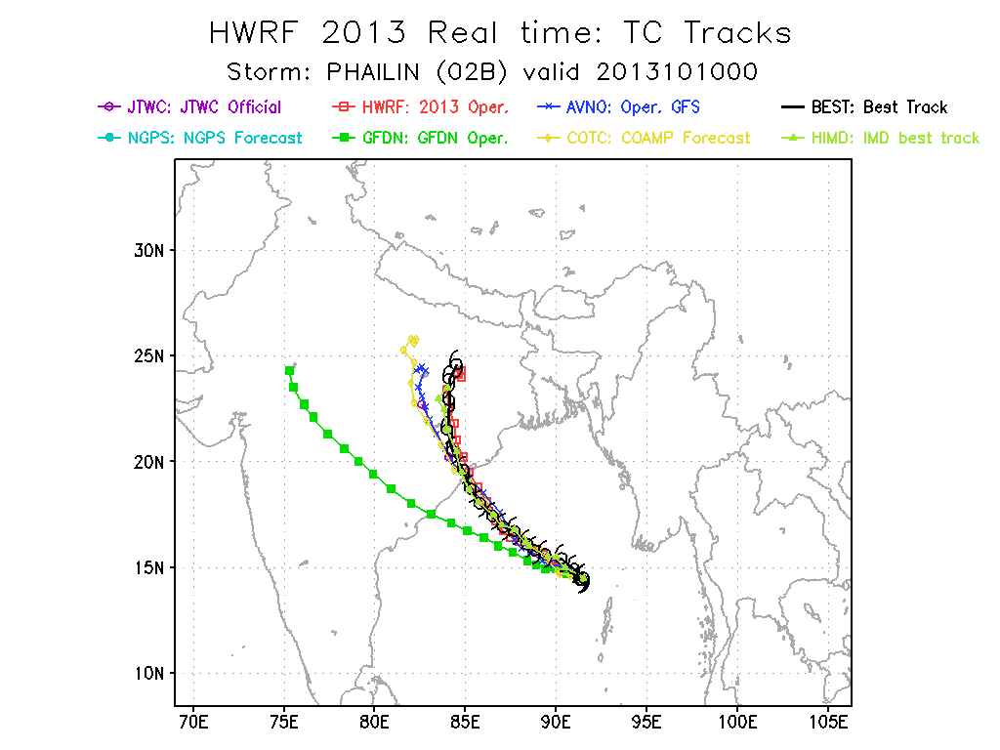 HWRF 2013 Real time: TC Tracks
Storm: PHAILIN (02B) valid 2013101000
JTWC: JTWC Official HWRF: 2013 Oper. AVNO: Oper. GFS BEST: Best Track
NGPS: NGPS Forecast GFDN: GFDN Oper. COTC: COAMP Forecast HIMD: IMD best track
30N
25N
20N
15N
10N
70E 75E 80E 85E 90E 95E 100E 105E